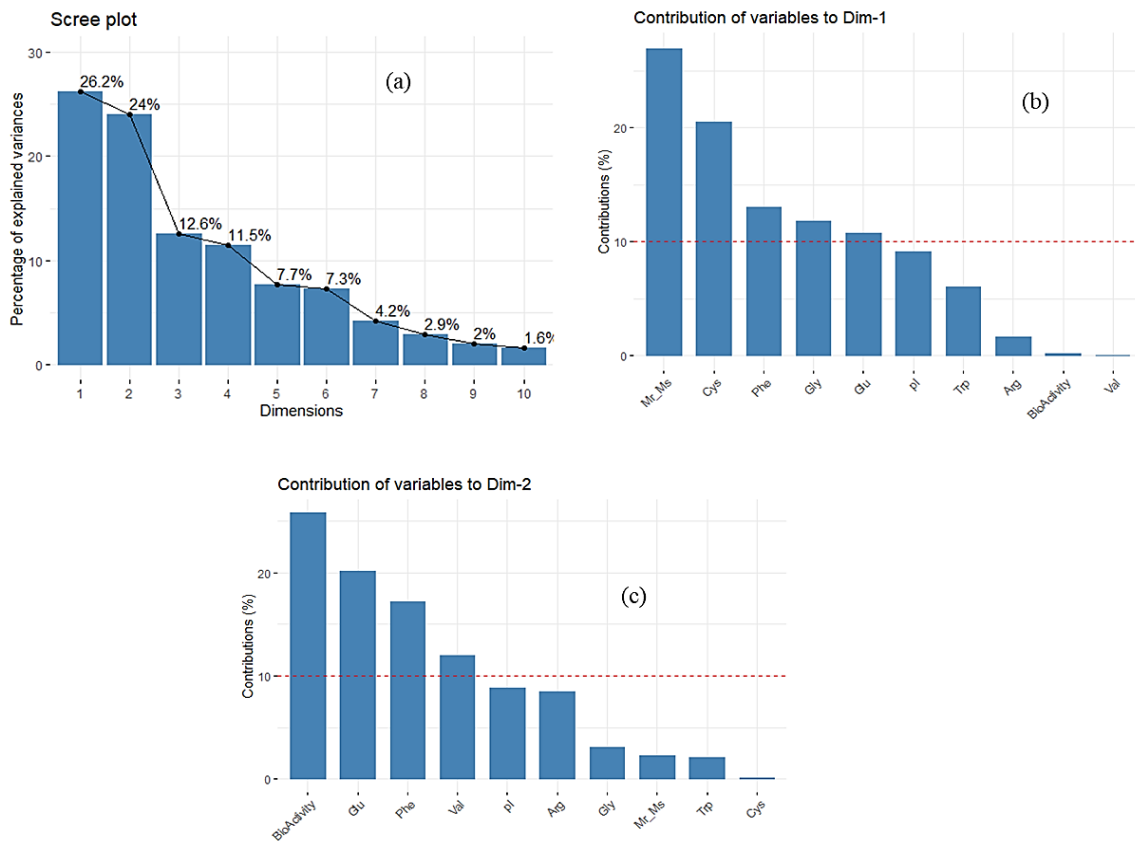 Scree plot
(a)
Percentage of explained variances
30
20
10
0
26.2%
24%
12.6%
11.5%
7.7%
7.3%
4.2%
2.9%
2%
1.6%
1 2 3 4 5 6 7 8 9 10
Dimensions
Contribution of variables to Dim-1
(b)
Contributions (%)
20
10
0
Mr_Ms Cys Phe Gly Glu pI Trp Arg BioActivity Val
Contribution of variables to Dim-2
(c)
Contributions (%)
20
10
0
BioActivity Glu Phe Val pI Arg Gly Mr_Ms Trp Cys